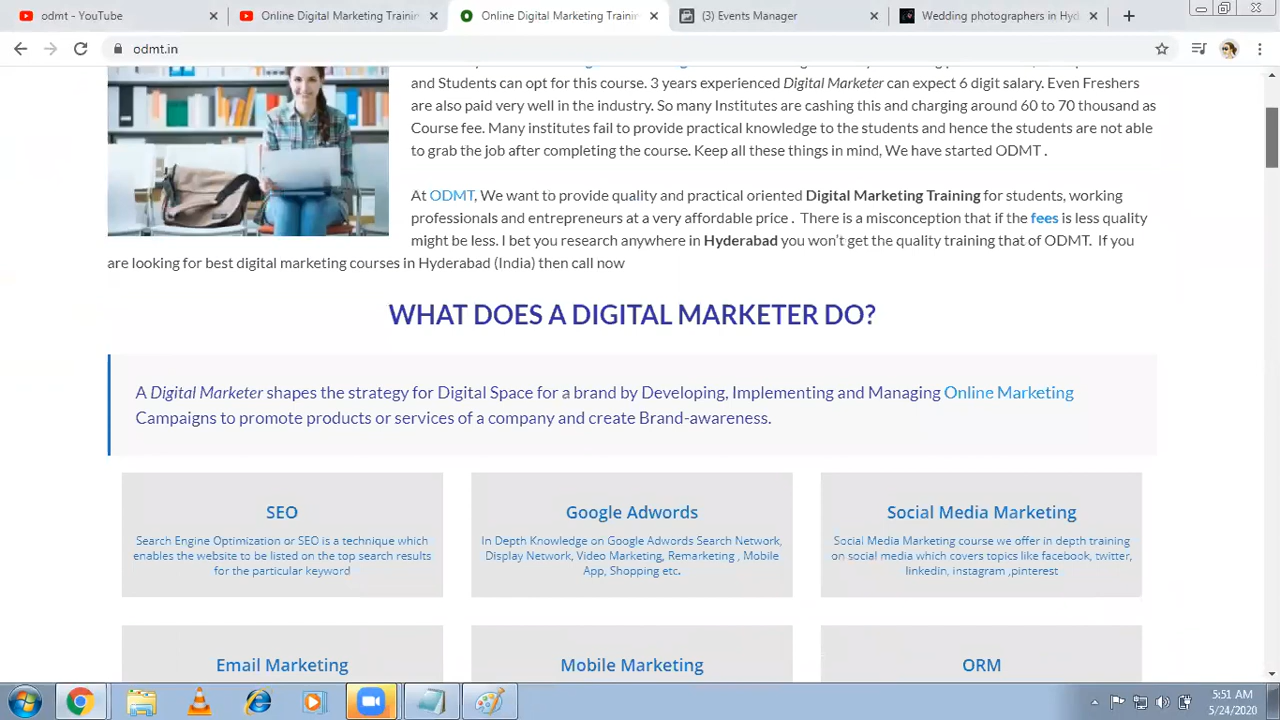 odmt - YouTube
Online Digital Marketing Trainin
Online Digital Marketing Trainin
(3) Events Manager
Wedding photographers in Hyd
odmt.in
and Students can opt for this course. 3 years experienced Digital Marketer can expect 6 digit salary. Even Freshers
are also paid very well in the industry. So many Institutes are cashing this and charging around 60 to 70 thousand as
Course fee. Many institutes fail to provide practical knowledge to the students and hence the students are not able
to grab the job after completing the course. Keep all these things in mind, We have started ODMT .
At ODMT, We want to provide quality and practical oriented Digital Marketing Training for students, working
professionals and entrepreneurs at a very affordable price . There is a misconception that if the fees is less quality
might be less. I bet you research anywhere in Hyderabad you won't get the quality training that of ODMT. If you
are looking for best digital marketing courses in Hyderabad (India) then call now
WHAT DOES A DIGITAL MARKETER DO?
A Digital Marketer shapes the strategy for Digital Space for a brand by Developing, Implementing and Managing Online Marketing
Campaigns to promote products or services of a company and create Brand-awareness.
SEO
Search Engine Optimization or SEO is a technique which
enables the website to be listed on the top search results
for the particular keyword
Google Adwords
In Depth Knowledge on Google Adwords Search Network,
Display Network, Video Marketing, Remarketing , Mobile
App, Shopping etc.
Social Media Marketing
Social Media Marketing course we offer in depth training
on social media which covers topics like facebook, twitter,
linkedin, instagram ,pinterest
Email Marketing
Mobile Marketing
ORM
5:51 AM
5/24/2020